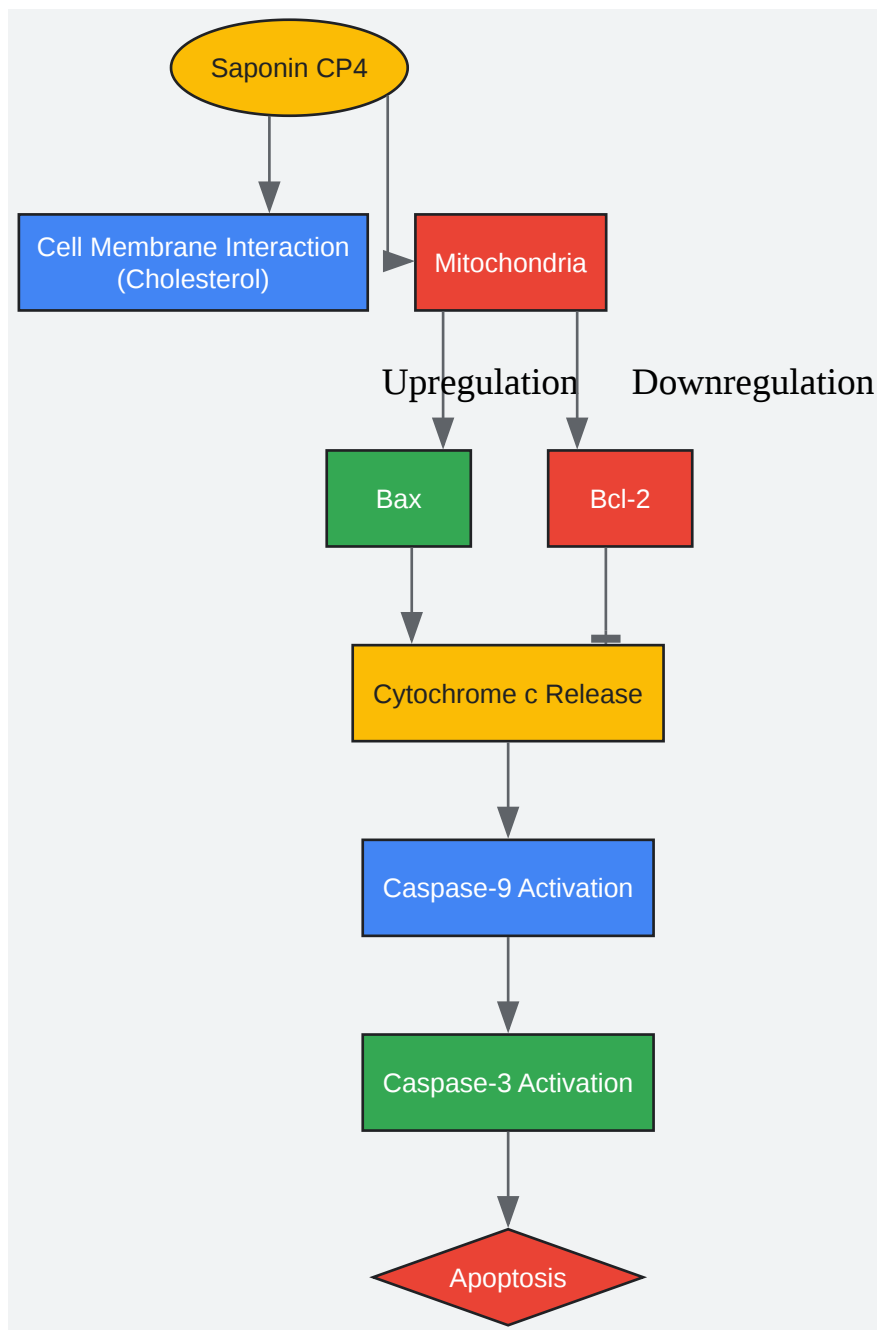 Saponin CP4
Cell Membrane Interaction
(Cholesterol)
Mitochondria
Upregulation
Downregulation
Bax
Bcl-2
Cytochrome c Release
Caspase-9 Activation
Caspase-3 Activation
Apoptosis